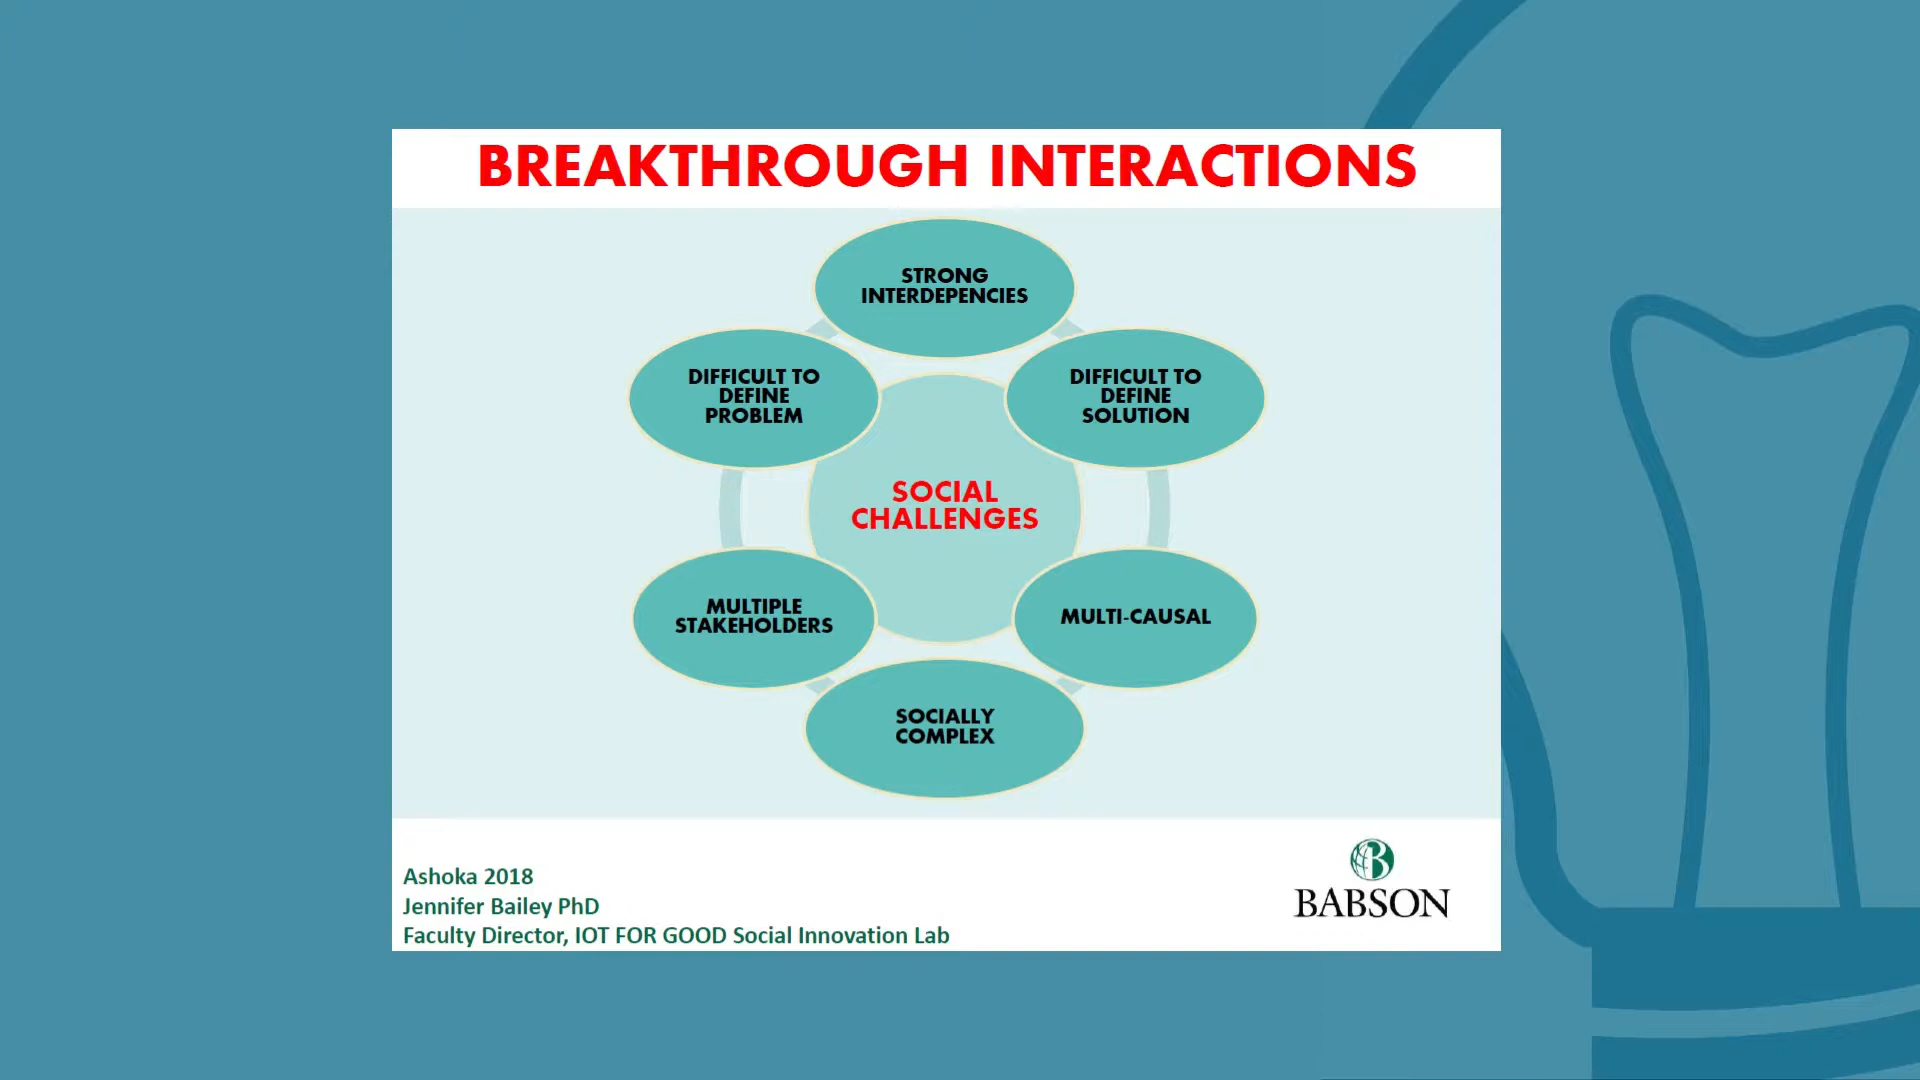 BREAKTHROUGH INTERACTIONS
STRONG
INTERDEPENCIES
DIFFICULT TO
DEFINE
PROBLEM
DIFFICULT TO
DEFINE
SOLUTION
SOCIAL
CHALLENGES
MULTIPLE
STAKEHOLDERS
MULTI-CAUSAL
SOCIALLY
COMPLEX
Ashoka 2018
Jennifer Bailey PhD
Faculty Director, IOT FOR GOOD Social Innovation Lab
B
BABSON